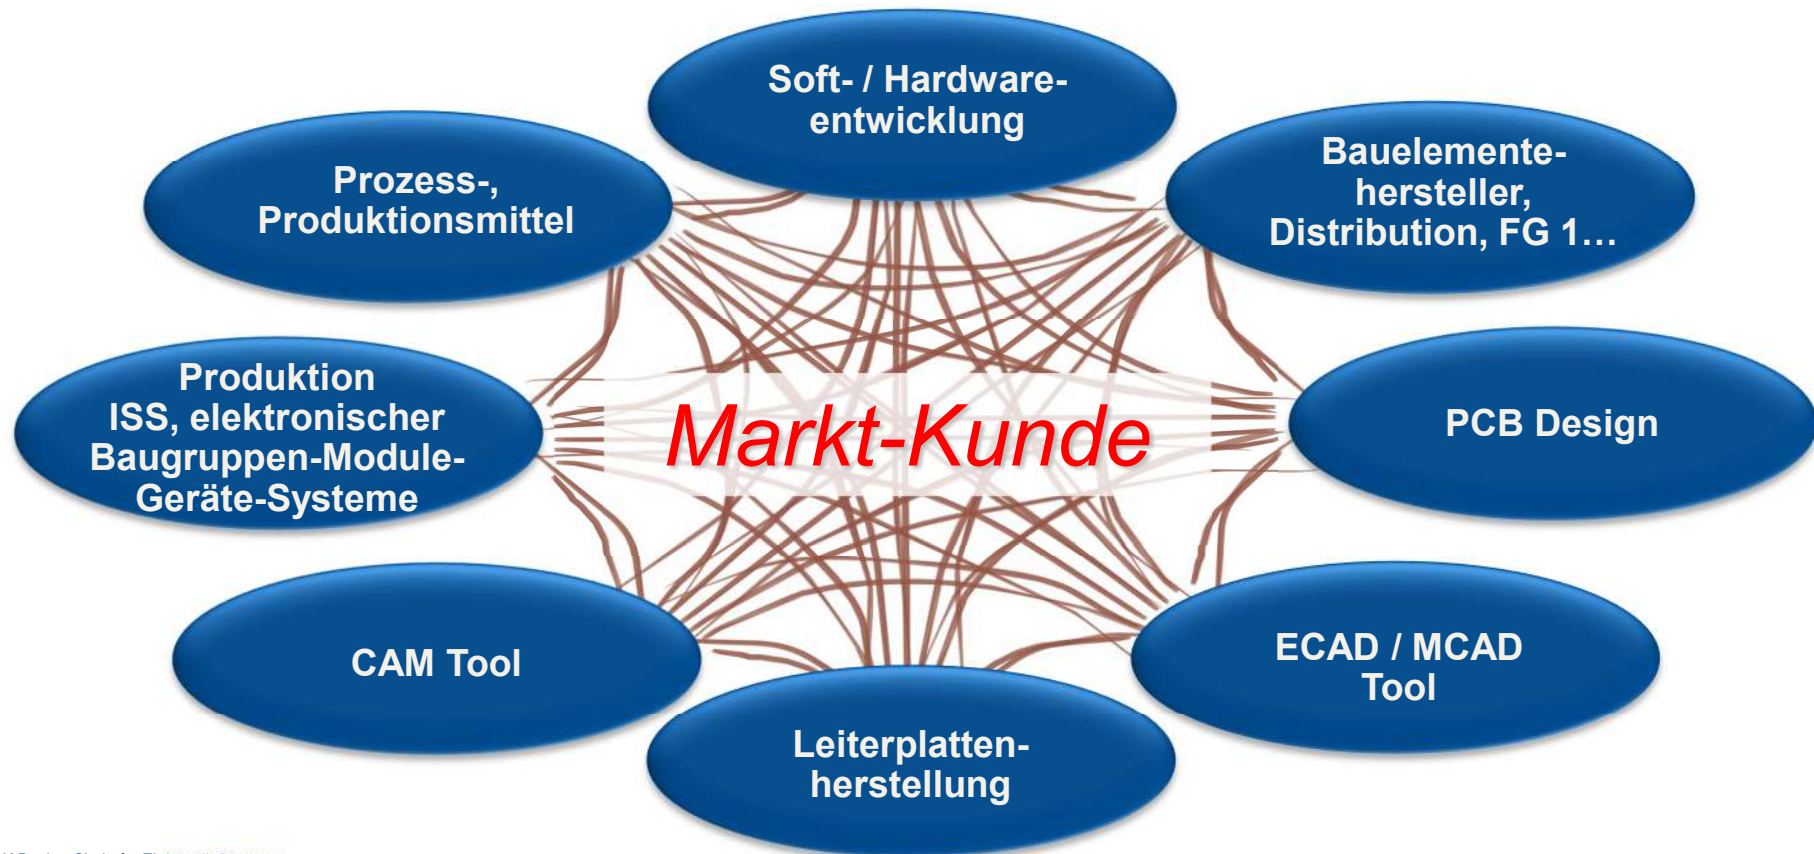 Soft- / Hardware-
entwicklung
Bauelemente-
hersteller,
Distribution, FG 1…
Prozess-,
Produktionsmittel
Produktion
ISS, elektronischer
Baugruppen-Module-
Geräte-Systeme
Markt-Kunde
PCB Design
CAM Tool
ECAD / MCAD
Tool
Leiterplatten-
herstellung